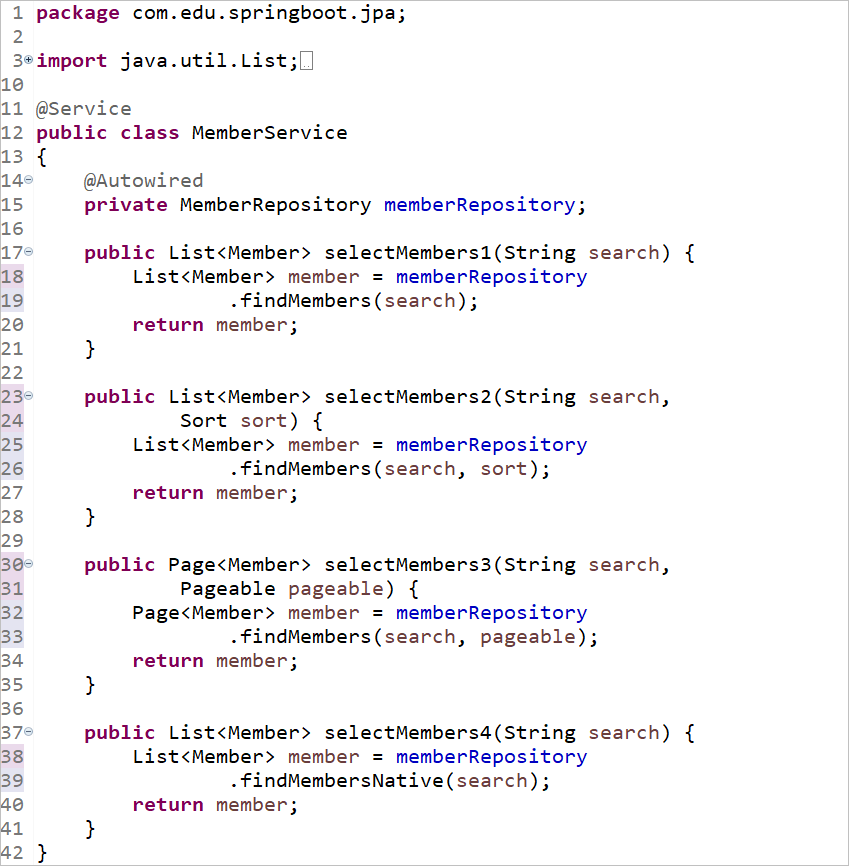 1 package com.edu.springboot.jpa;
2
3 import java.util.List;
10
11 @Service
12 public class MemberService
13 {
14     @Autowired
15     private MemberRepository memberRepository;
16
17     public List<Member> selectMembers1(String search) {
18         List<Member> member = memberRepository
19                 .findMembers(search);
20         return member;
21     }
22
23     public List<Member> selectMembers2(String search,
24             Sort sort) {
25         List<Member> member = memberRepository
26                 .findMembers(search, sort);
27         return member;
28     }
29
30     public Page<Member> selectMembers3(String search,
31             Pageable pageable) {
32         Page<Member> member = memberRepository
33                 .findMembers(search, pageable);
34         return member;
35     }
36
37     public List<Member> selectMembers4(String search) {
38         List<Member> member = memberRepository
39                 .findMembersNative(search);
40         return member;
41     }
42 }